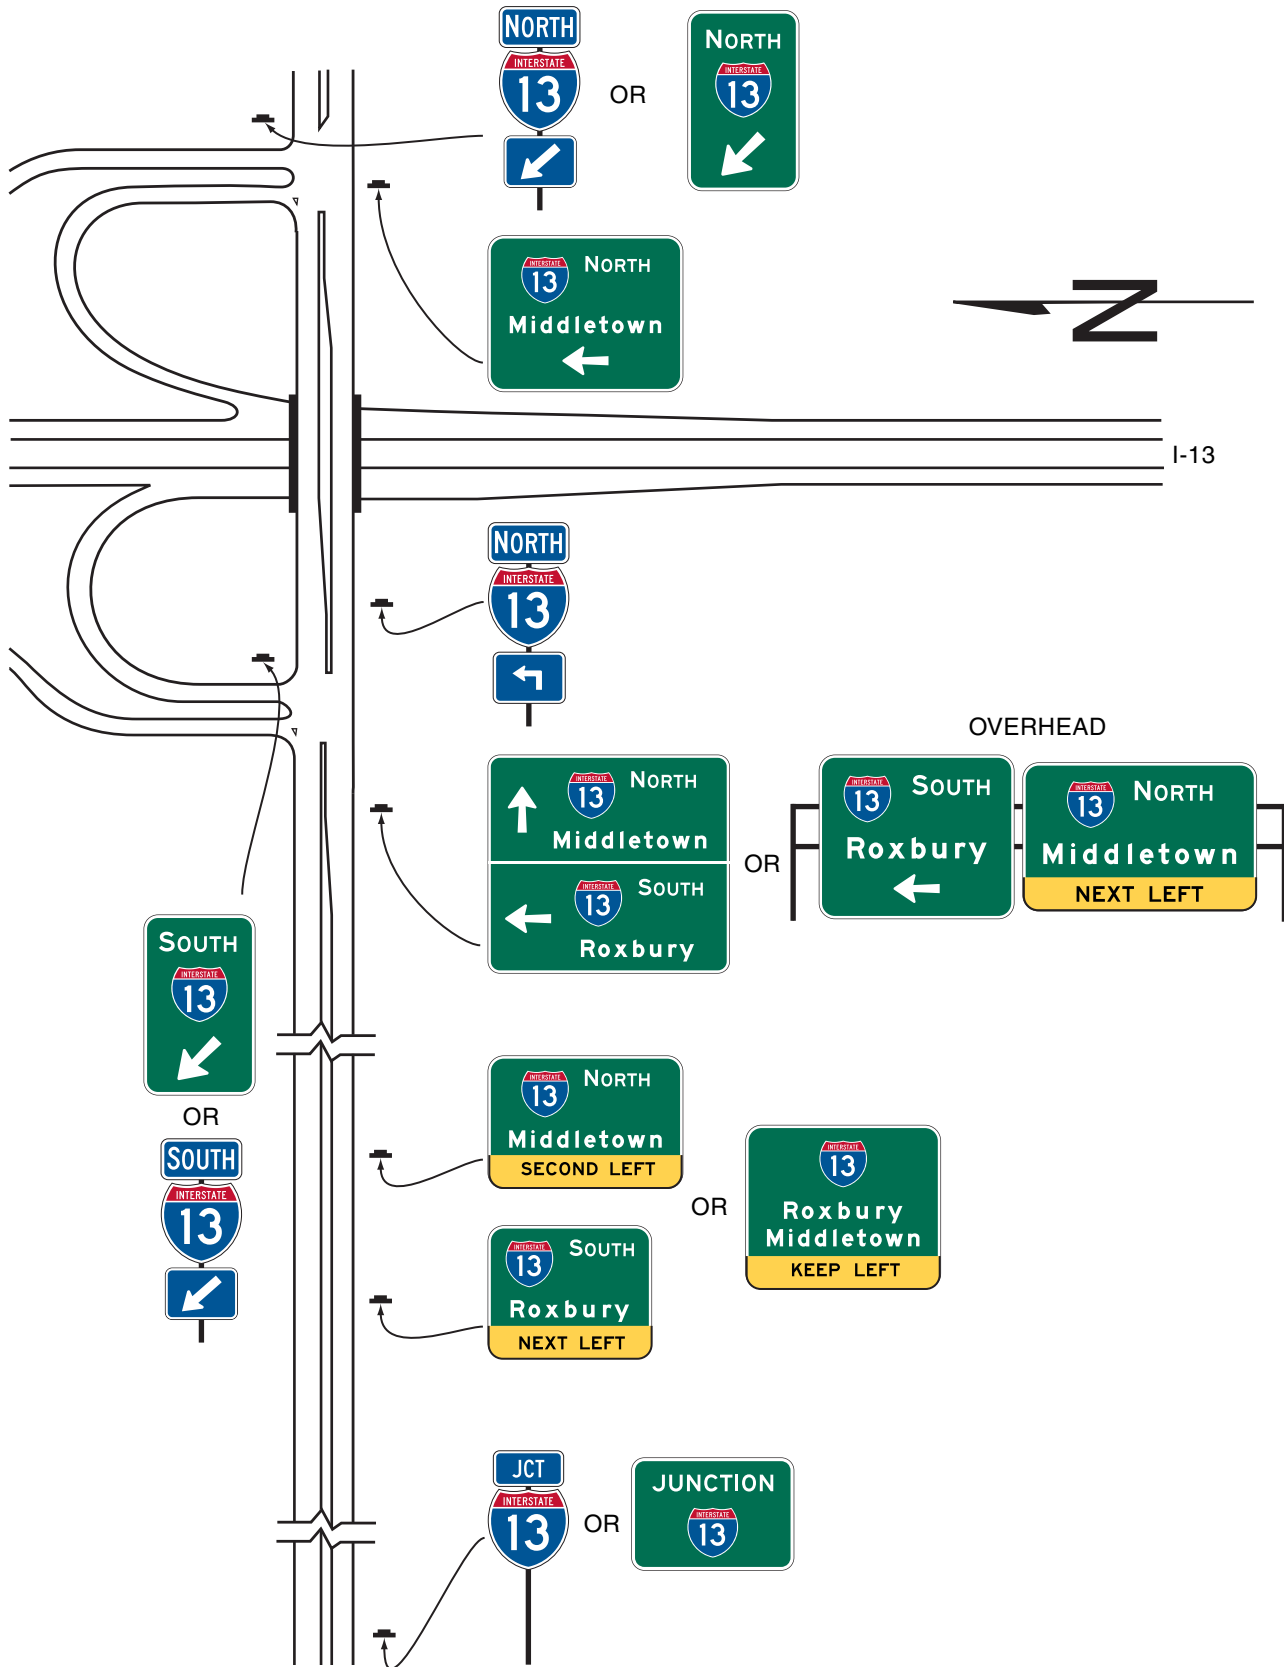 NORTH
INTERSTATE
13
OR
NORTH
INTERSTATE
13
INTERSTATE
13
NORTH
Middletown
N
I-13
NORTH
INTERSTATE
13
OVERHEAD
INTERSTATE
13
NORTH
Middletown
INTERSTATE
13
SOUTH
Roxbury
OR
INTERSTATE
13
SOUTH
Roxbury
INTERSTATE
13
NORTH
Middletown
NEXT LEFT
SOUTH
INTERSTATE
13
OR
SOUTH
INTERSTATE
13
INTERSTATE
13
NORTH
Middletown
SECOND LEFT
INTERSTATE
13
SOUTH
Roxbury
NEXT LEFT
OR
INTERSTATE
13
Roxbury
Middletown
KEEP LEFT
JCT
INTERSTATE
13
OR
JUNCTION
INTERSTATE
13